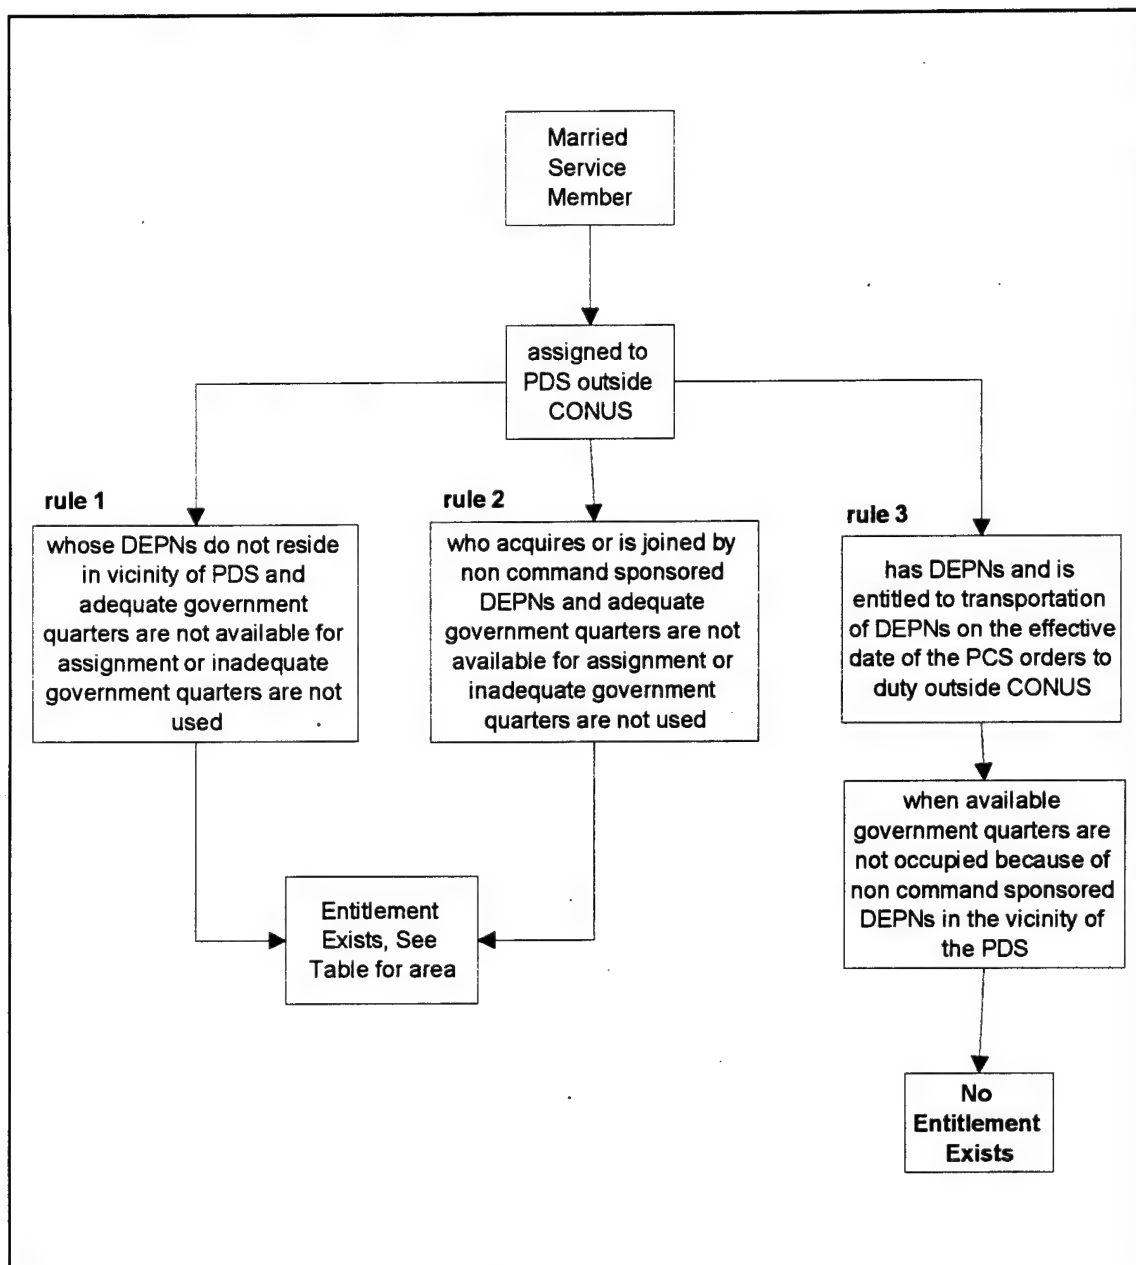 Married
Service
Member
assigned to
PDS outside
CONUS
rule 1
whose DEPNs do not reside
in vicinity of PDS and
adequate government
quarters are not available for
assignment or inadequate
government quarters are not
used
rule 2
who acquires or is joined by
non command sponsored
DEPNs and adequate
government quarters are not
available for assignment or
inadequate government
quarters are not used
rule 3
has DEPNs and is
entitled to transportation
of DEPNs on the effective
date of the PCS orders to
duty outside CONUS
when available
government quarters are
not occupied because of
non command sponsored
DEPNs in the vicinity of
the PDS
Entitlement
Exists, See
Table for area
No
Entitlement
Exists